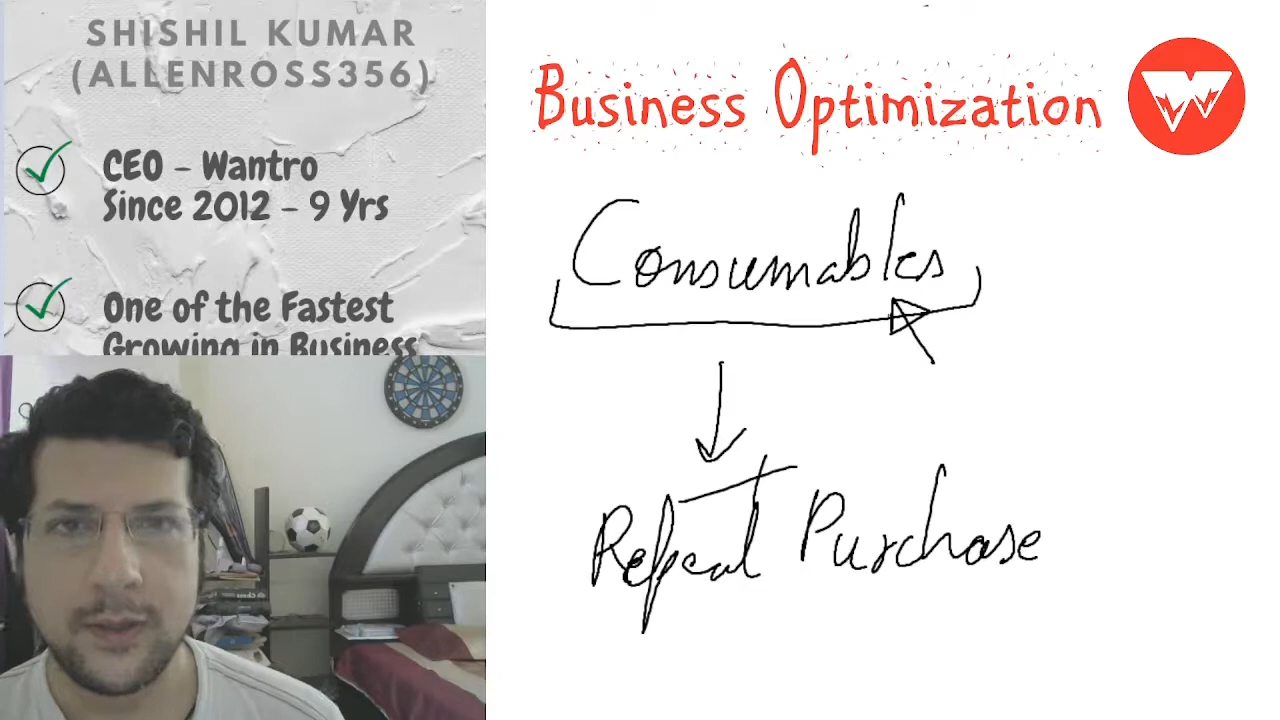 SHISHIL KUMAR
(ALLENROSS356)
CEO - Wantro
Since 2012 - 9 Yrs
One of the Fastest
Growing in Business
Business Optimization
W
Consumables
Repeat Purchase